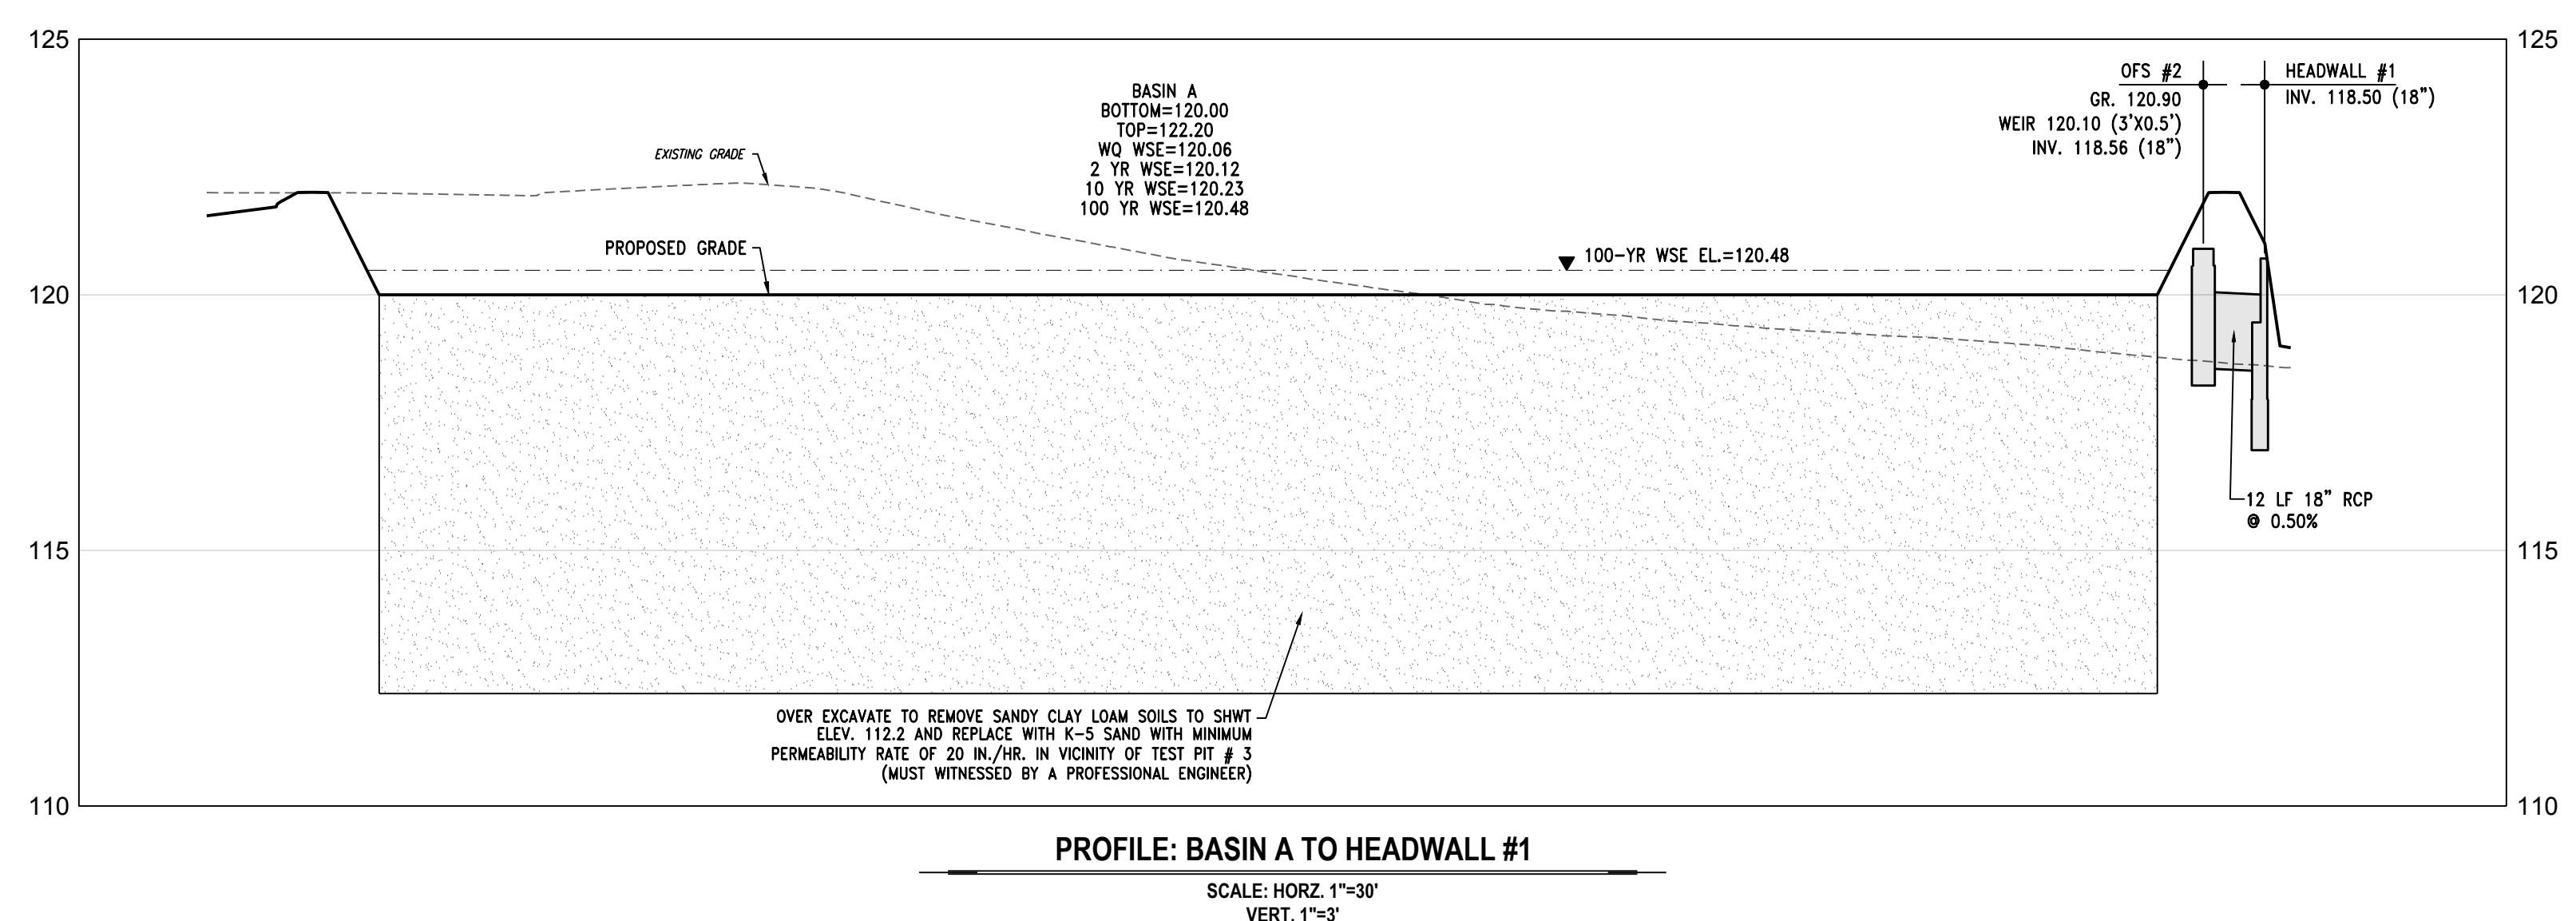 125
125
OFS #2
GR. 120.90
WEIR 120.10 (3'X0.5')
INV. 118.56 (18")
HEADWALL #1
INV. 118.50 (18")
BASIN A
BOTTOM=120.00
TOP=122.20
WQ WSE=120.06
2 YR WSE=120.12
10 YR WSE=120.23
100 YR WSE=120.48
EXISTING GRADE
PROPOSED GRADE
100-YR WSE EL.=120.48
120
120
12 LF 18" RCP
@ 0.50%
115
115
OVER EXCAVATE TO REMOVE SANDY CLAY LOAM SOILS TO SHWT
ELEV. 112.2 AND REPLACE WITH K-5 SAND WITH MINIMUM
PERMEABILITY RATE OF 20 IN./HR. IN VICINITY OF TEST PIT # 3
(MUST WITNESSED BY A PROFESSIONAL ENGINEER)
110
110
PROFILE: BASIN A TO HEADWALL #1
SCALE: HORZ. 1"=30'
VERT. 1"=3'